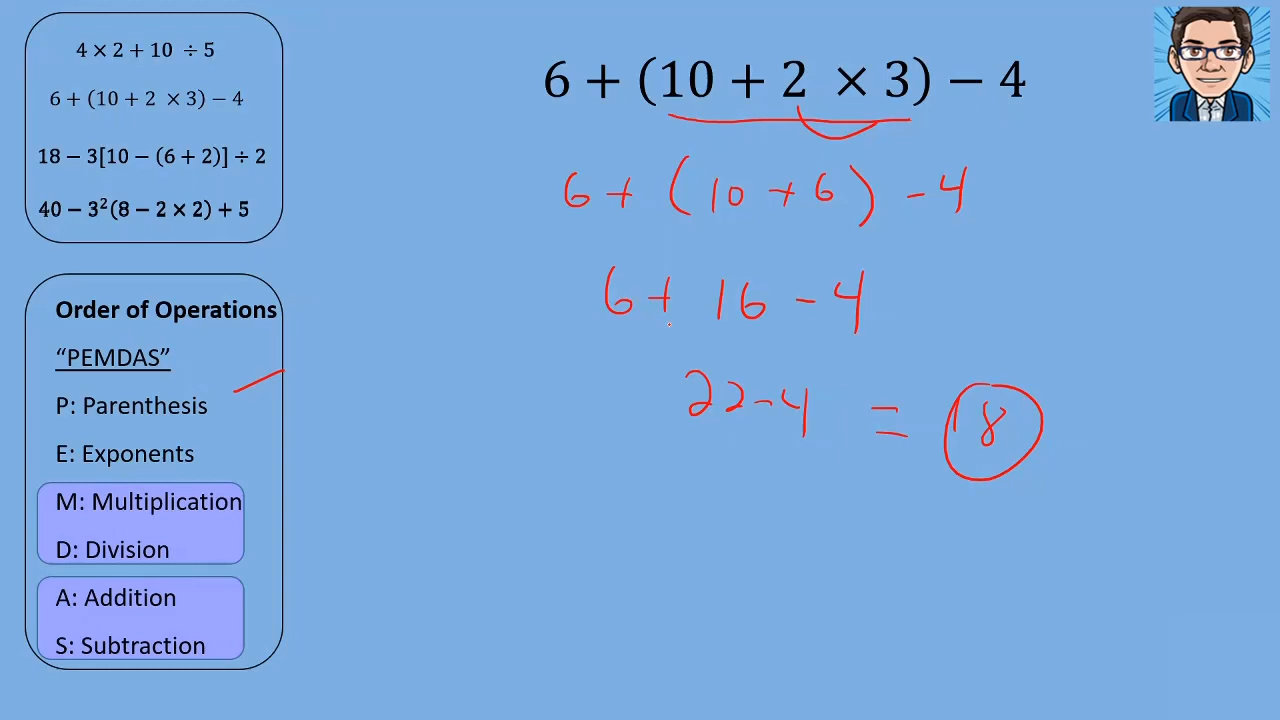 4 × 2 + 10 ÷ 5
6 + (10 + 2 × 3) − 4
18 − 3[10 − (6 + 2)] ÷ 2
40 − 3²(8 − 2 × 2) + 5
Order of Operations
“PEMDAS”
P: Parenthesis
E: Exponents
M: Multiplication
D: Division
A: Addition
S: Subtraction
6 + (10 + 2 × 3) − 4
6 + (10 + 6) − 4
6 + 16 − 4
22 − 4 = 18